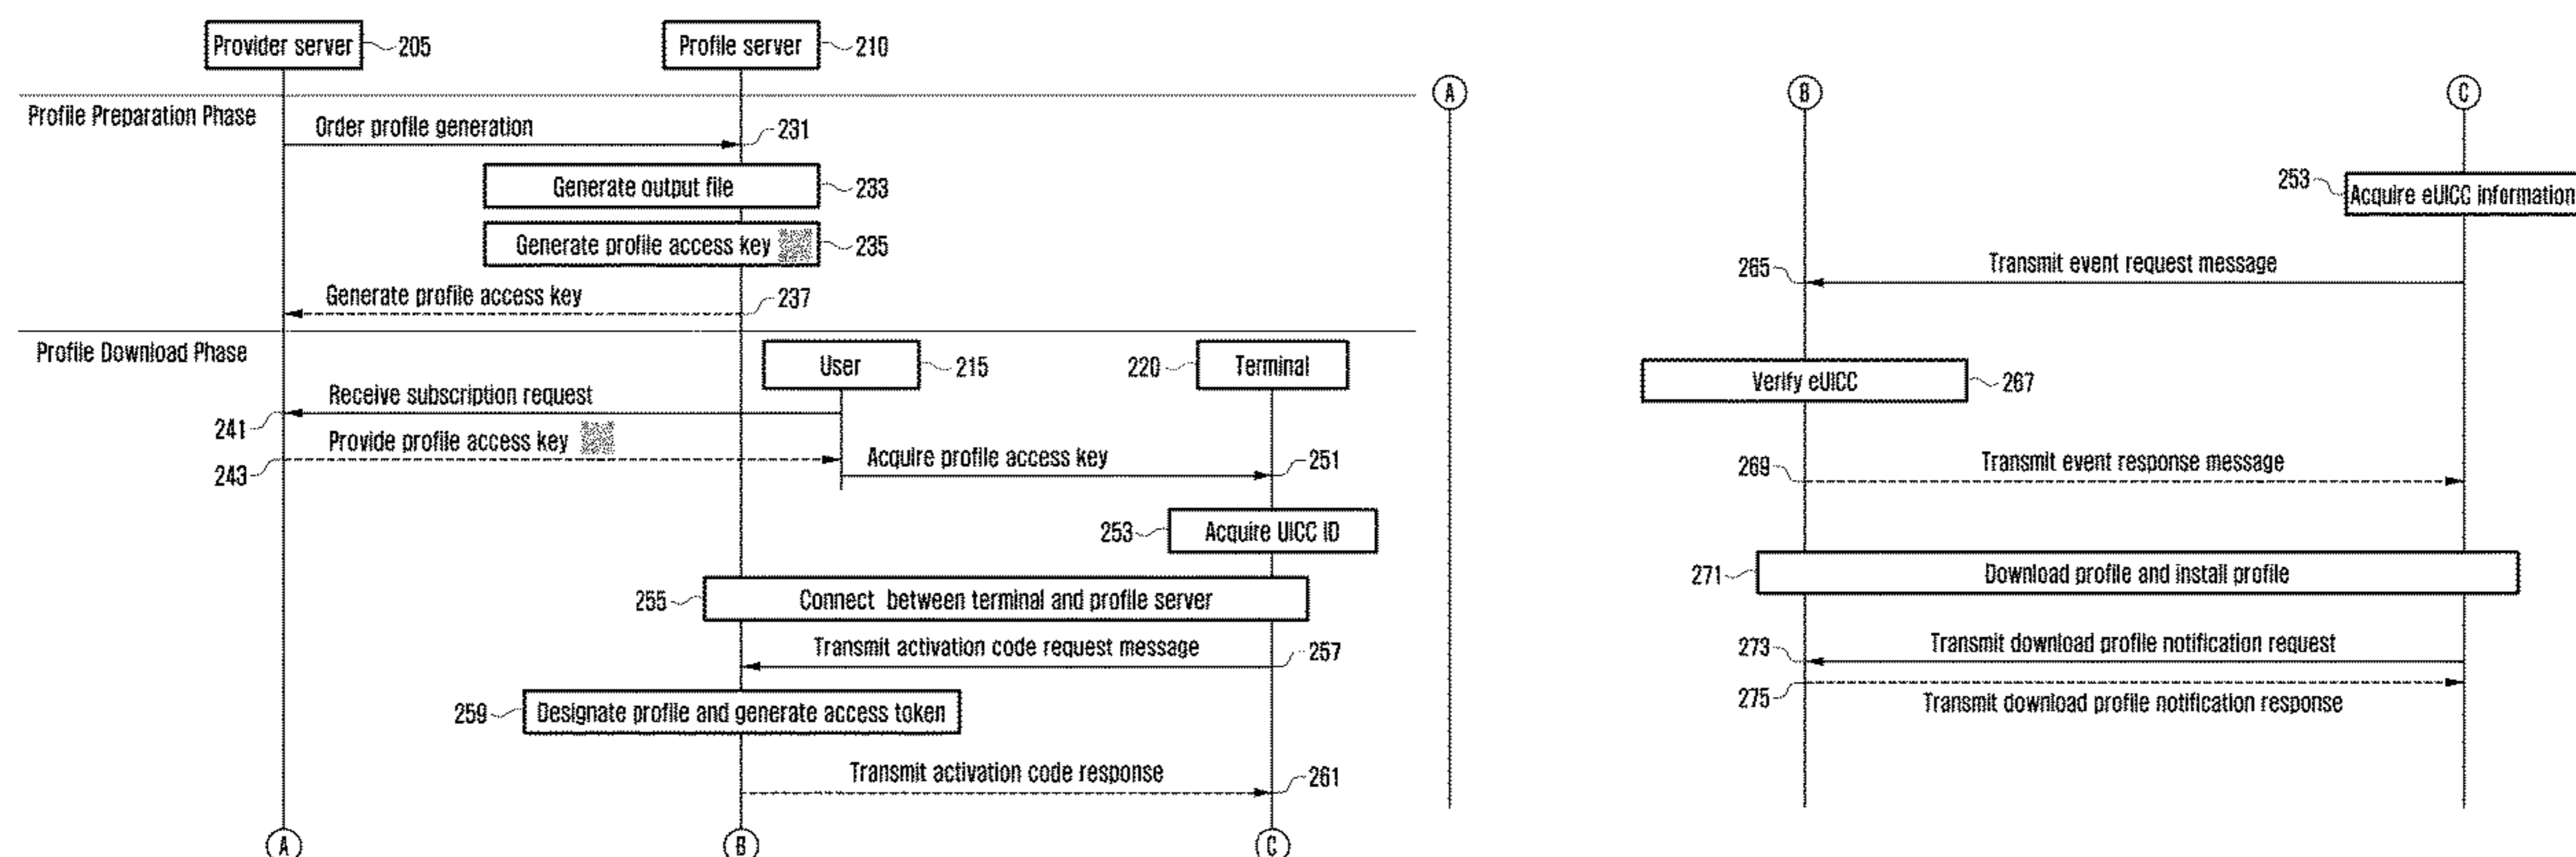 Provider server 205
Profile server 210
Profile Preparation Phase
Order profile generation 231
Generate output file 233
Generate profile access key 235
Generate profile access key 237
Profile Download Phase
User 215
220 Terminal
Receive subscription request
241
Provide profile access key
243
Acquire profile access key 251
253 Acquire UICC ID
255 Connect between terminal and profile server
Transmit activation code request message 257
259 Designate profile and generate access token
Transmit activation code response 261
A
B
C
A
B
C
253 Acquire eUICC information
265 Transmit event request message
Verify eUICC 267
269 Transmit event response message
271 Download profile and install profile
273 Transmit download profile notification request
275 Transmit download profile notification response